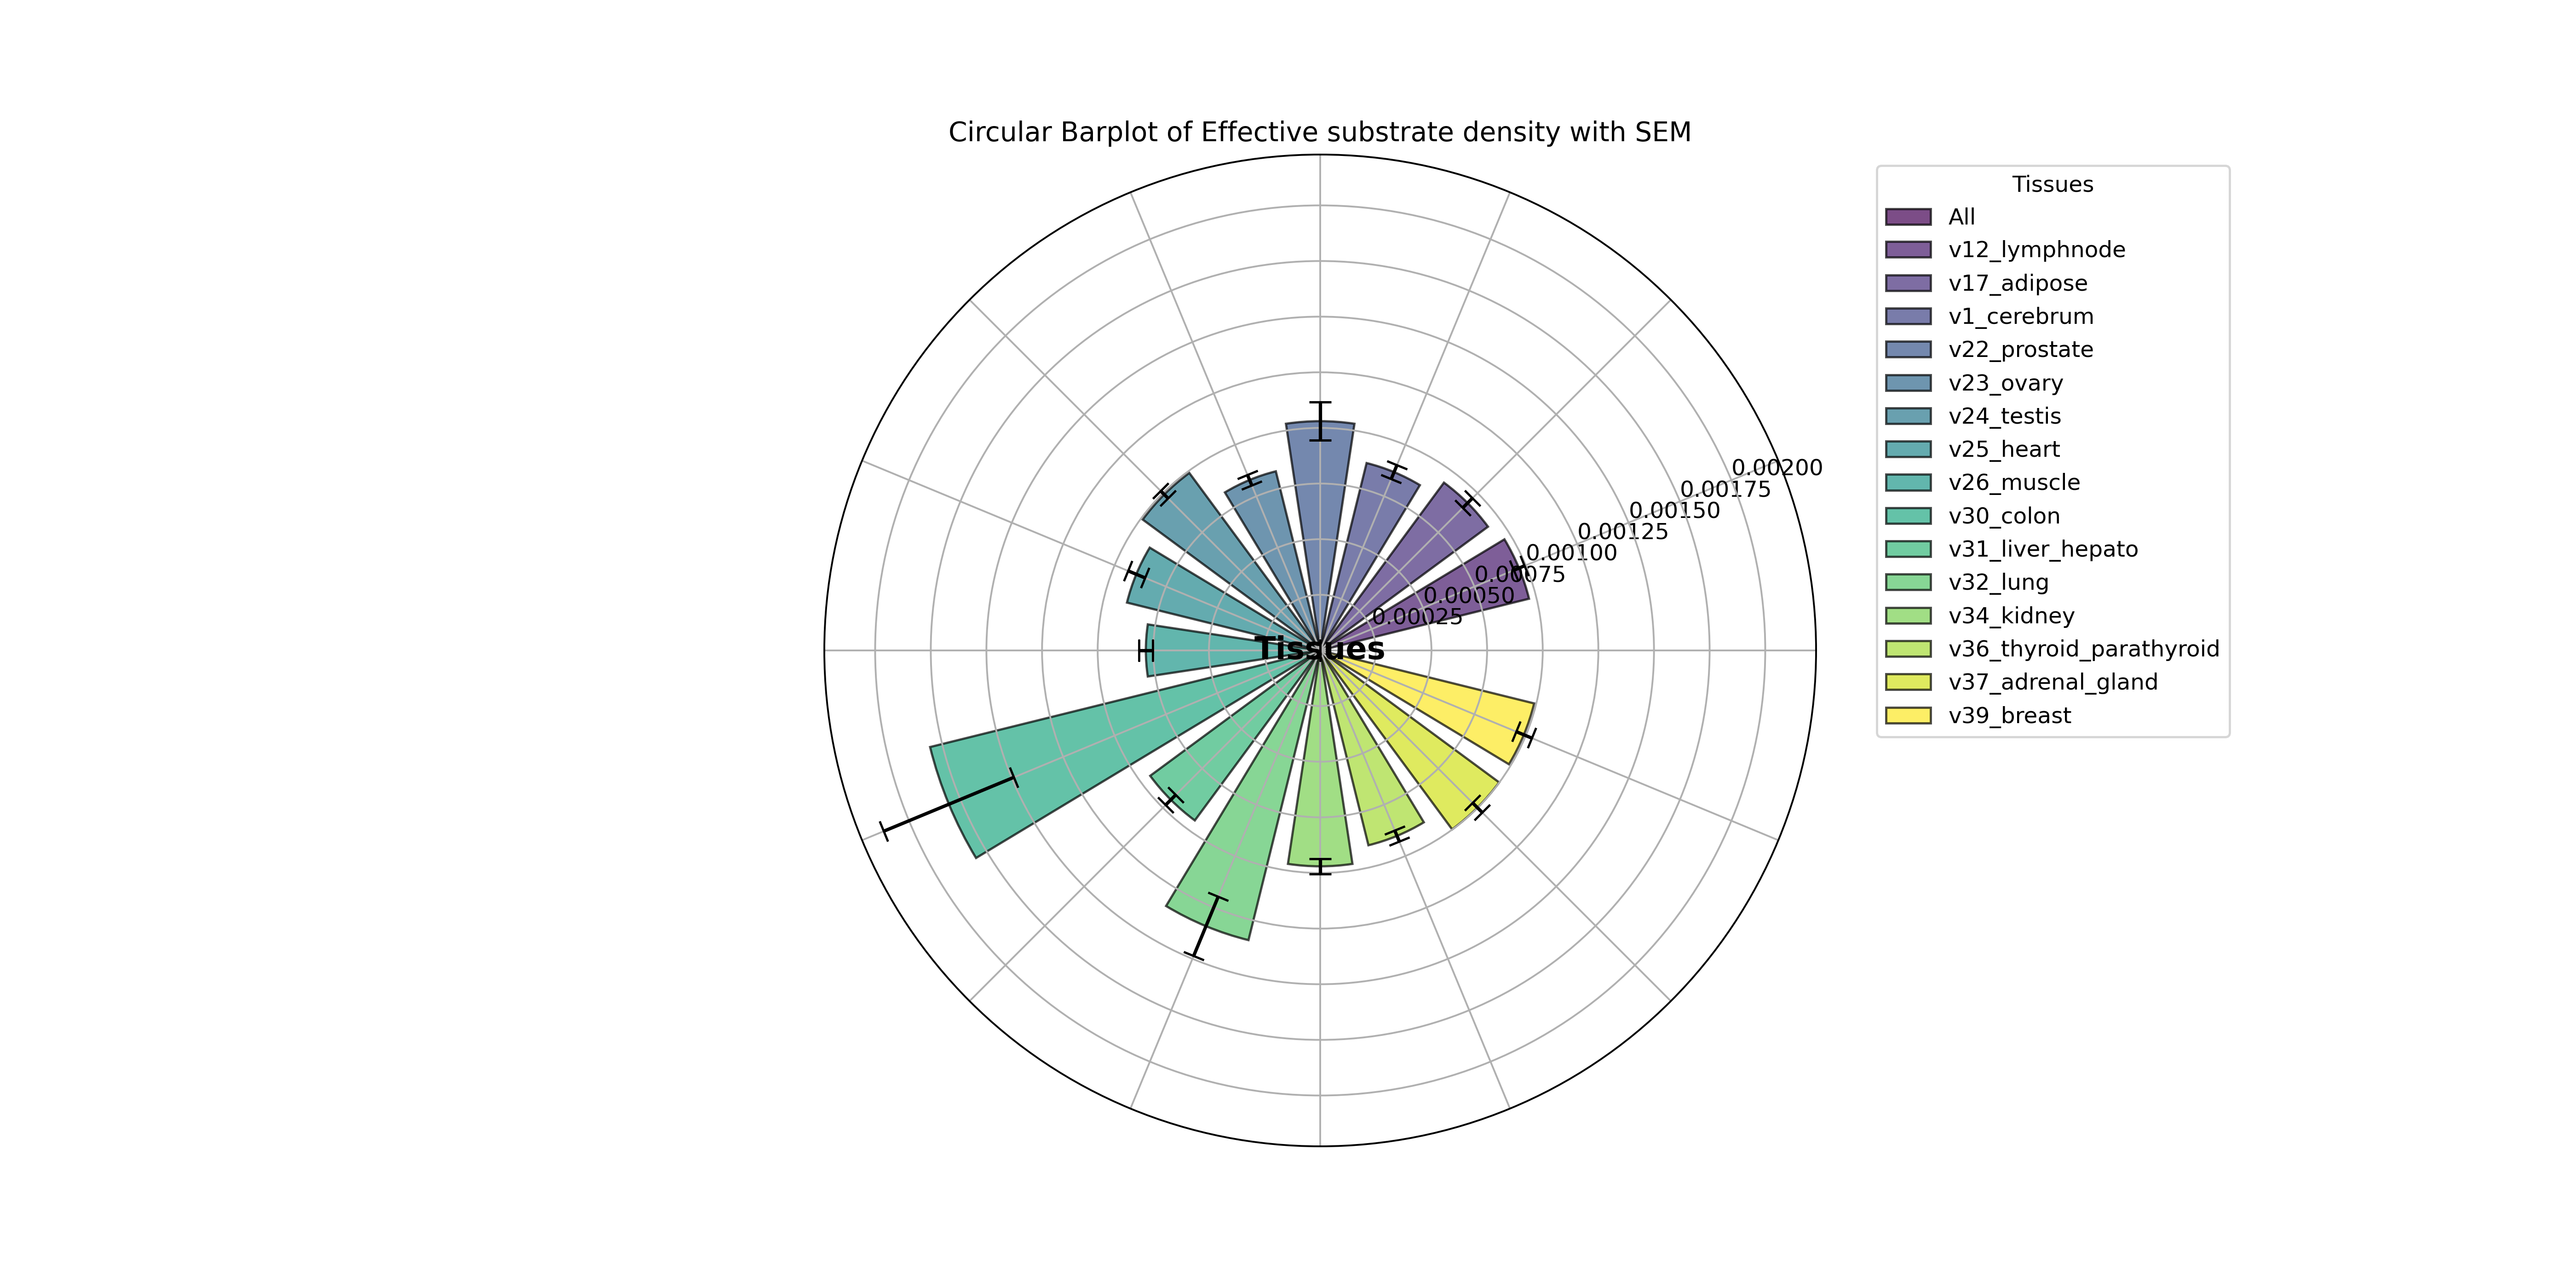 Circular Barplot of Effective substrate density with SEM
Tissues
All
v12_lymphnode
v17_adipose
v1_cerebrum
v22_prostate
v23_ovary
v24_testis
v25_heart
v26_muscle
v30_colon
v31_liver_hepato
v32_lung
v34_kidney
v36_thyroid_parathyroid
v37_adrenal_gland
v39_breast
0.00200
0.00175
0.00150
0.00125
0.00100
0.00075
0.00050
0.00025
Tissues